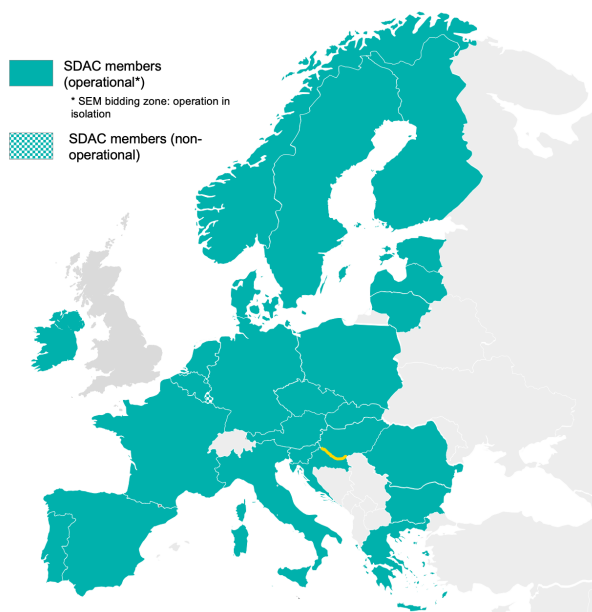 SDAC members
(operational*)
* SEM bidding zone: operation in
isolation
SDAC members (non-
operational)